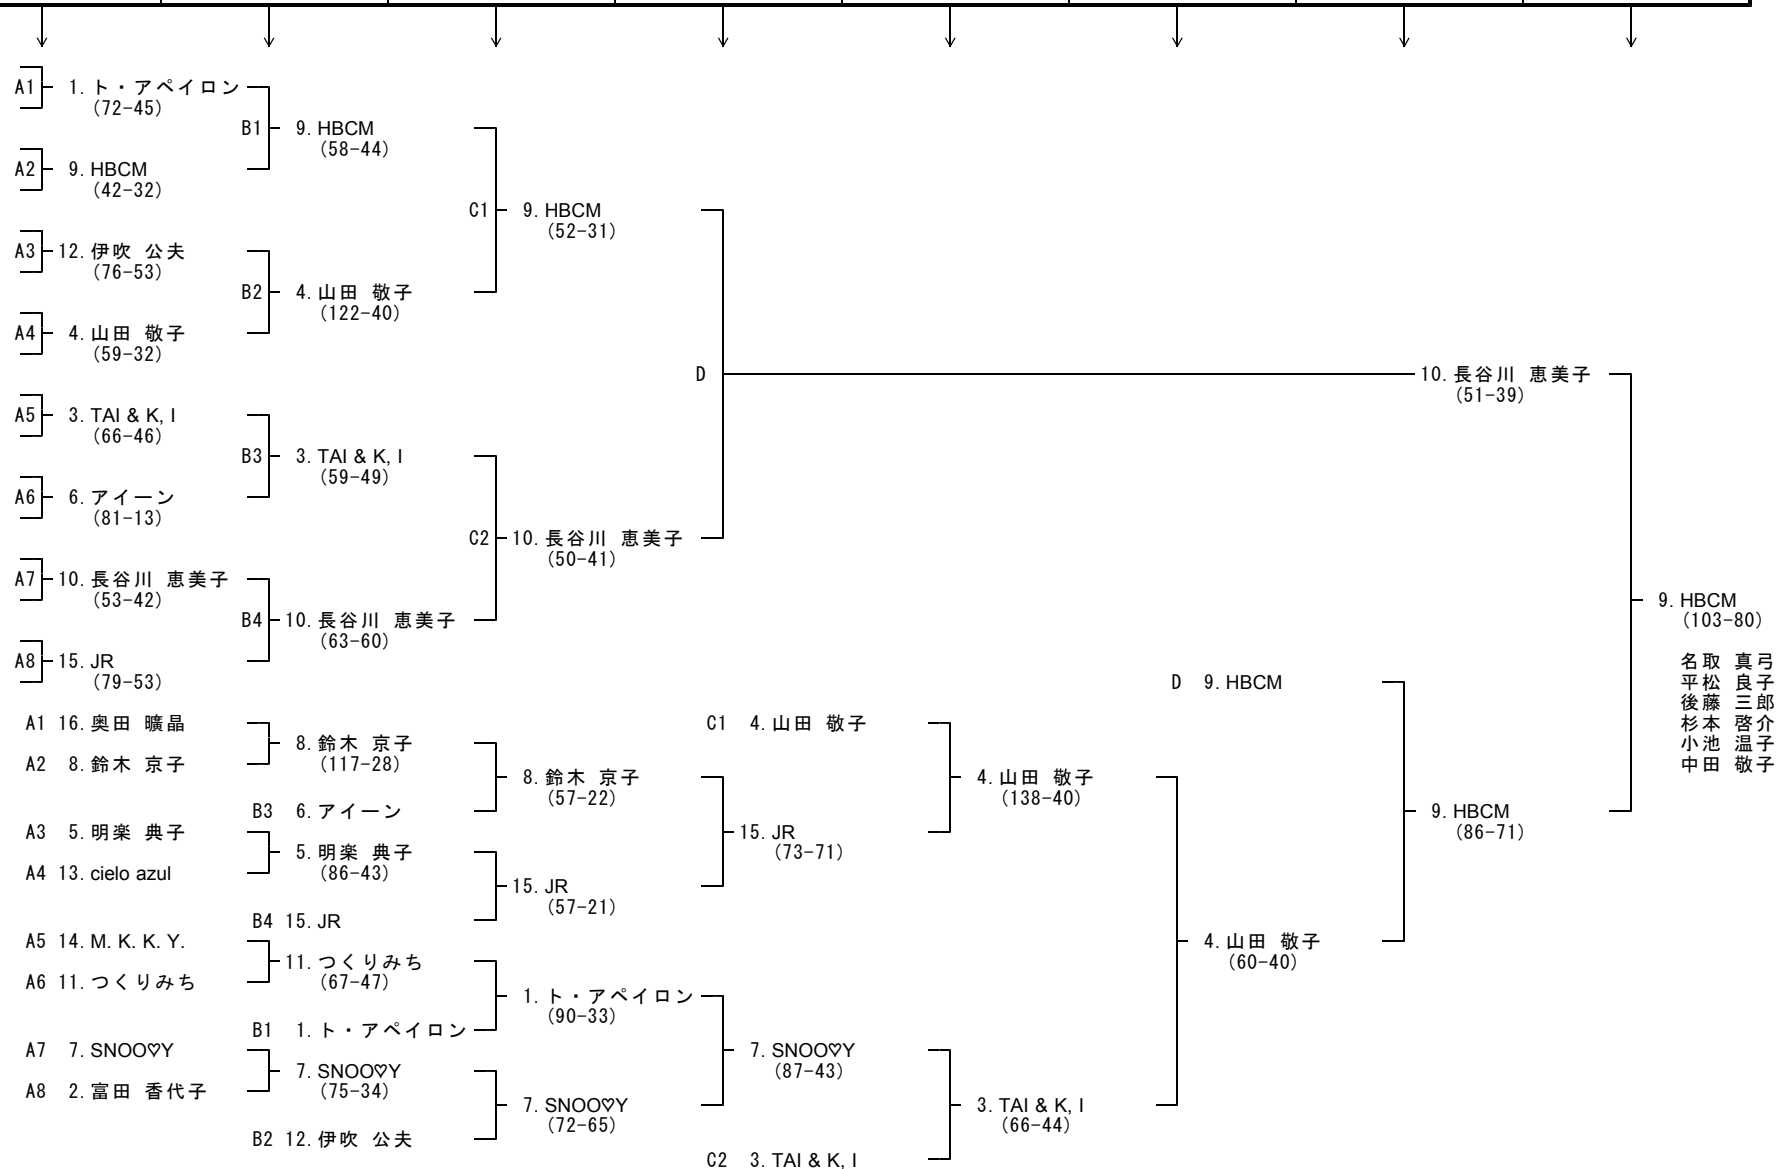 A1 1. ト・アペイロン
(72-45)
B1 9. HBCM
(58-44)
A2 9. HBCM
(42-32)
C1 9. HBCM
(52-31)
A3 12. 伊吹 公夫
(76-53)
B2 4. 山田 敬子
(122-40)
A4 4. 山田 敬子
(59-32)
D 10. 長谷川 恵美子
(51-39)
A5 3. TAI & K, I
(66-46)
B3 3. TAI & K, I
(59-49)
A6 6. アイーン
(81-13)
C2 10. 長谷川 恵美子
(50-41)
A7 10. 長谷川 恵美子
(53-42)
9. HBCM
(103-80)
B4 10. 長谷川 恵美子
(63-60)
A8 15. JR
(79-53)
名取 真弓
平松 良子
後藤 三郎
杉本 啓介
小池 温子
中田 敬子
D 9. HBCM
A1 16. 奥田 曠晶
C1 4. 山田 敬子
8. 鈴木 京子
(117-28)
A2 8. 鈴木 京子
8. 鈴木 京子
(57-22)
4. 山田 敬子
(138-40)
B3 6. アイーン
9. HBCM
(86-71)
A3 5. 明楽 典子
15. JR
(73-71)
5. 明楽 典子
(86-43)
A4 13. cielo azul
15. JR
(57-21)
B4 15. JR
A5 14. M. K. K. Y.
4. 山田 敬子
(60-40)
11. つくりみち
(67-47)
A6 11. つくりみち
1. ト・アペイロン
(90-33)
B1 1. ト・アペイロン
A7 7. SNOO♡Y
7. SNOO♡Y
(87-43)
7. SNOO♡Y
(75-34)
A8 2. 富田 香代子
7. SNOO♡Y
(72-65)
3. TAI & K, I
(66-44)
B2 12. 伊吹 公夫
C2 3. TAI & K, I